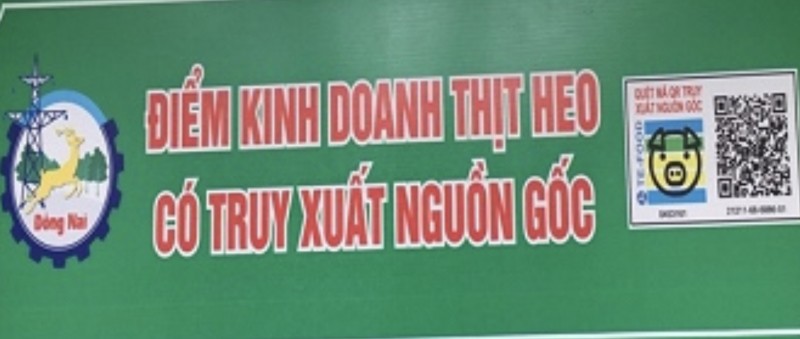 ĐIỂM KINH DOANH THỊT HEO
CÓ TRUY XUẤT NGUỒN GỐC
Đồng Nai
QUÉT MÃ QR TRUY
XUẤT NGUỒN GỐC
TE-FOOD